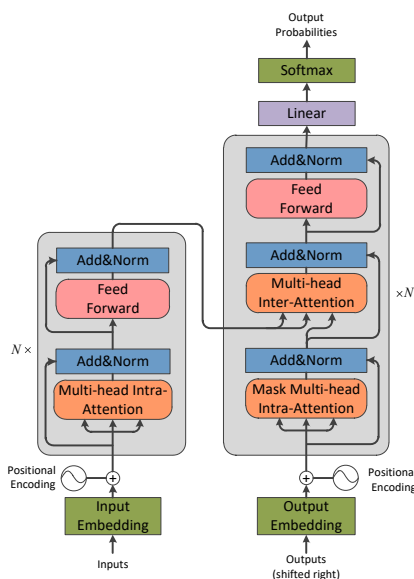 Output
Probabilities
Softmax
Linear
Add&Norm
Feed
Forward
Add&Norm
Multi-head
Inter-Attention
×N
Add&Norm
Mask Multi-head
Intra-Attention
Positional
Encoding
Output
Embedding
Outputs
(shifted right)
Add&Norm
Feed
Forward
N×
Add&Norm
Multi-head Intra-
Attention
Positional
Encoding
Input
Embedding
Inputs